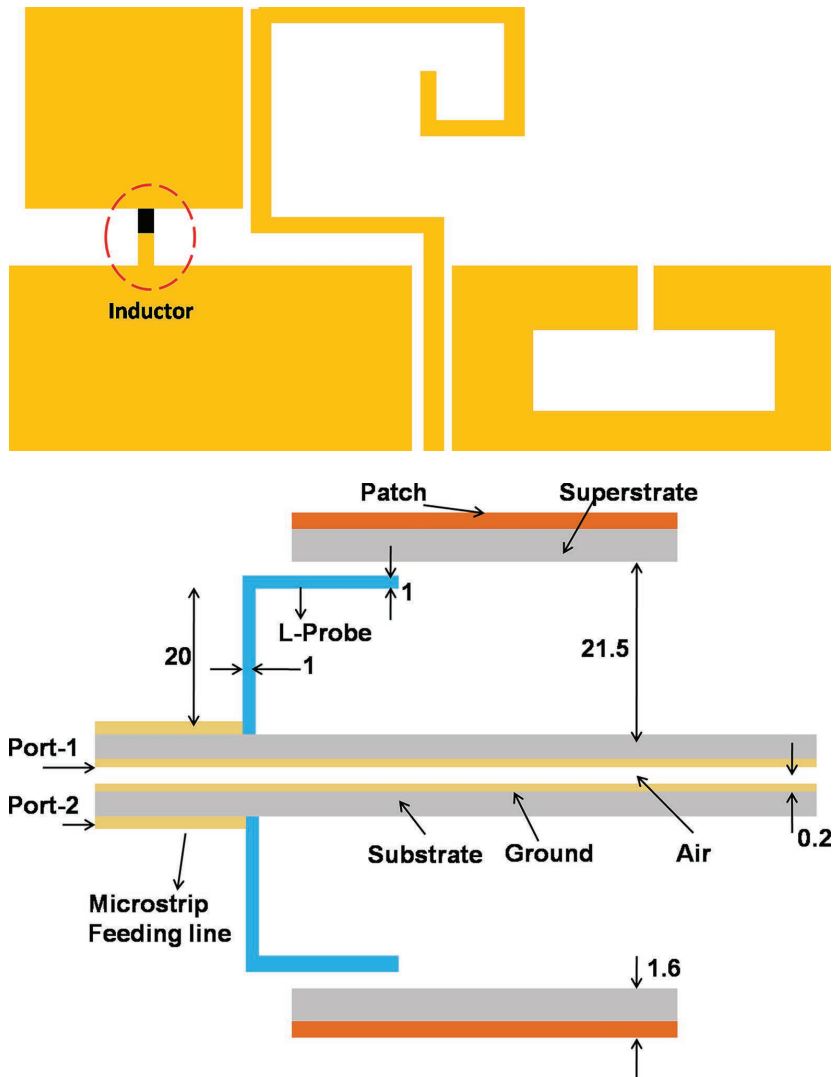 Inductor
Patch
Superstrate
1
L-Probe
20
1
21.5
Port-1
Port-2
Substrate
Ground
Air
0.2
Microstrip
Feeding line
1.6